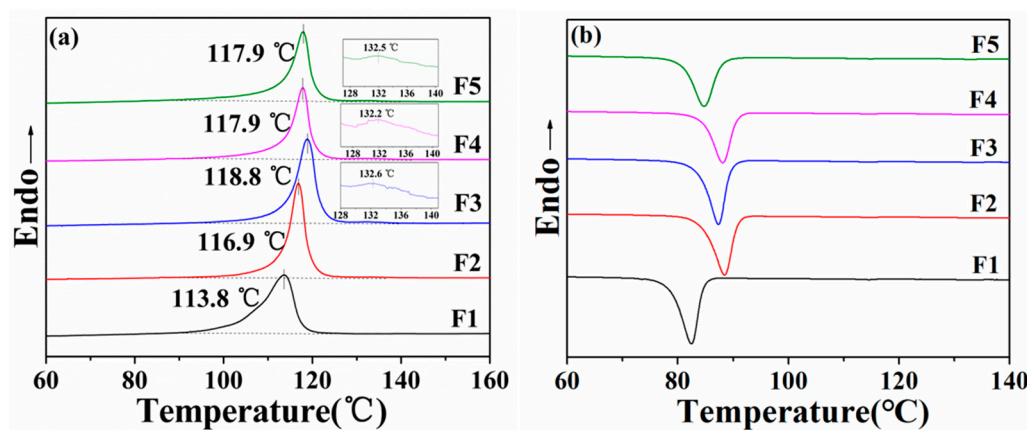 (a)
117.9 ℃
132.5 ℃
128 132 136 140
F5
117.9 ℃
132.2 ℃
128 132 136 140
F4
118.8 ℃
132.6 ℃
128 132 136 140
F3
116.9 ℃
F2
113.8 ℃
F1
Endo
60 80 100 120 140 160
Temperature(℃)
(b)
F5
F4
F3
F2
F1
Endo
60 80 100 120 140
Temperature(°C)